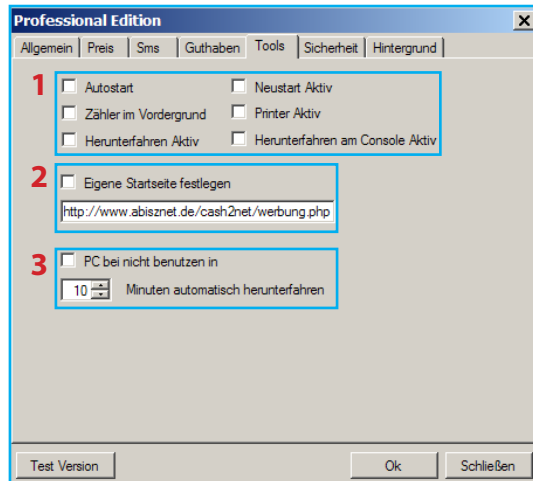 Professional Edition
Allgemein Preis Sms Guthaben Tools Sicherheit Hintergrund
1
Autostart Neustart Aktiv
Zähler im Vordergrund Printer Aktiv
Herunterfahren Aktiv Herunterfahren am Console Aktiv
2
Eigene Startseite festlegen
http://www.abisznet.de/cash2net/werbung.php
3
PC bei nicht benutzen in
10 Minuten automatisch herunterfahren
Test Version Ok Schließen